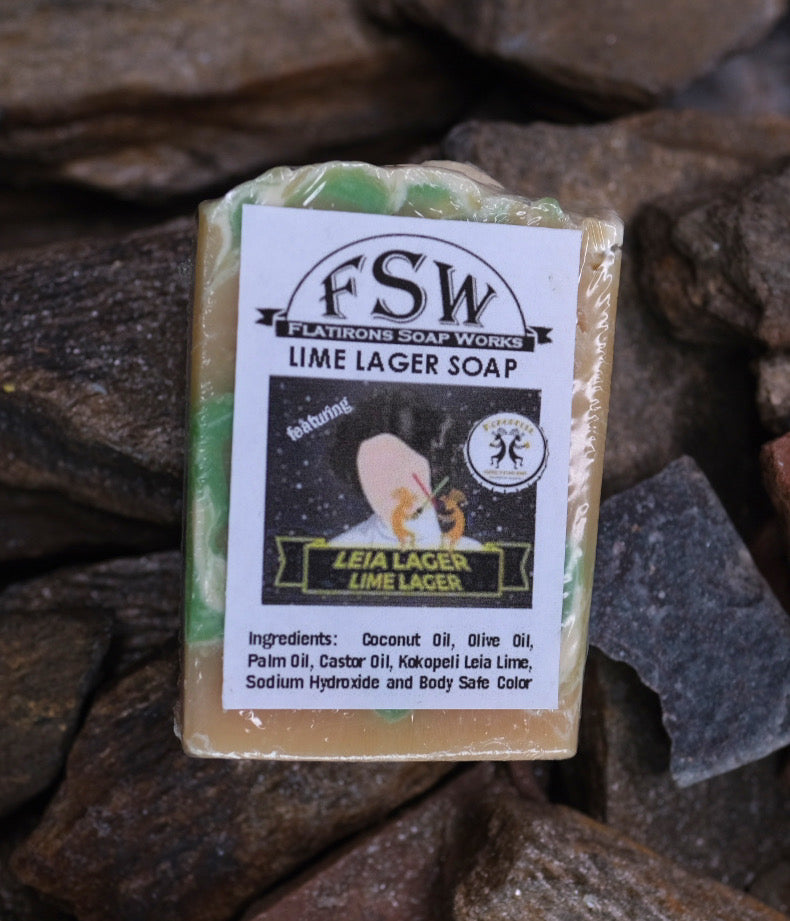 FSW
FLATIRONS SOAP WORKS
LIME LAGER SOAP
featuring
LEIA LAGER
LIME LAGER
Ingredients: Coconut Oil, Olive Oil,
Palm Oil, Castor Oil, Kokopeli Leia Lime,
Sodium Hydroxide and Body Safe Color